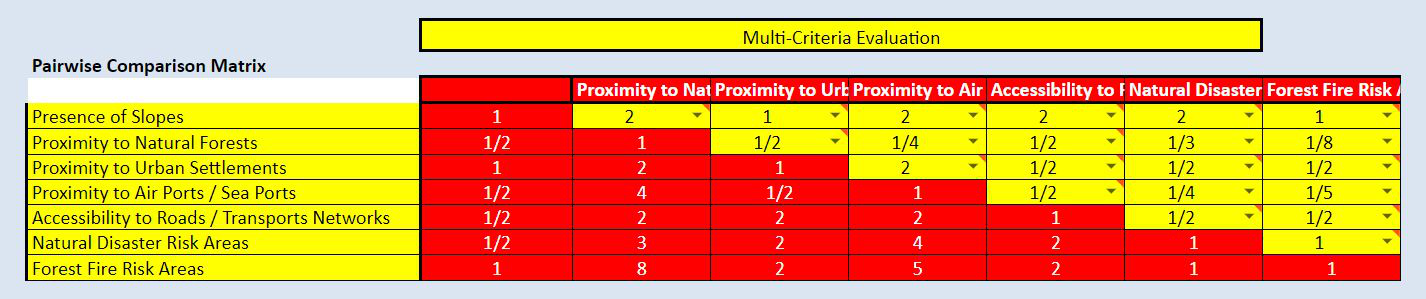 Multi-Criteria Evaluation
Pairwise Comparison Matrix
Proximity to Nat Proximity to Urb Proximity to Air Accessibility to Natural Disaster Forest Fire Risk A
Presence of Slopes 1 2 1 2 2 2 1
Proximity to Natural Forests 1/2 1 1/2 1/4 1/2 1/3 1/8
Proximity to Urban Settlements 1 2 1 2 1/2 1/2 1/2
Proximity to Air Ports / Sea Ports 1/2 4 1/2 1 1/2 1/4 1/5
Accessibility to Roads / Transports Networks 1/2 2 2 2 1 1/2 1/2
Natural Disaster Risk Areas 1/2 3 2 4 2 1 1
Forest Fire Risk Areas 1 8 2 5 2 1 1